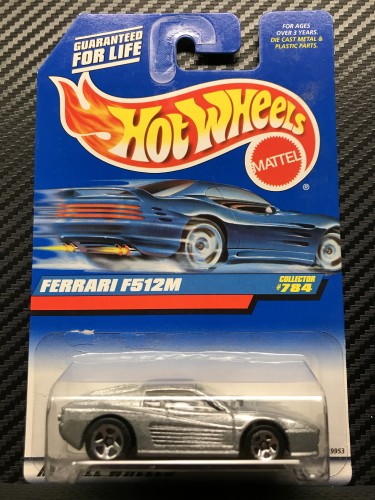 GUARANTEED
FOR LIFE
FOR AGES
OVER 3 YEARS.
DIE CAST METAL &
PLASTIC PARTS.
Hot Wheels
MATTEL
®
FERRARI F512M
COLLECTOR
#784